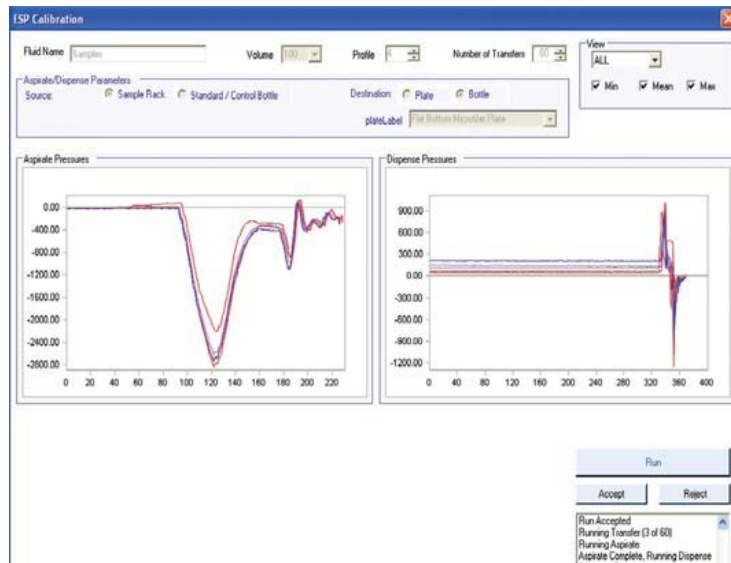 ESP Calibration
Fluid Name Samples Volume 100 Profile 4 Number of Transfers 60
View
ALL
Min Mean Max
Aspirate/Dispense Parameters
Source: Sample Rack Standard / Control Bottle Destination: Plate Bottle
plateLabel Flat Bottom Microtiter Plate
Aspirate Pressures
0.00
-400.00
-800.00
-1200.00
-1600.00
-2000.00
-2400.00
-2800.00
0 20 40 60 80 100 120 140 160 180 200 220
Dispense Pressures
900.00
600.00
300.00
0.00
-300.00
-600.00
-900.00
-1200.00
0 40 80 120 160 200 240 280 320 360 400
Run
Accept Reject
Run Accepted
Running Transfer (3 of 60)
Running Aspirate
Aspirate Complete, Running Dispense